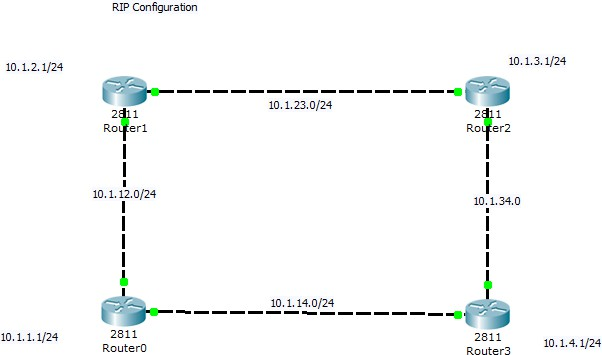 RIP Configuration
10.1.2.1/24
10.1.3.1/24
2811
Router1
10.1.23.0/24
2811
Router2
10.1.12.0/24
10.1.34.0
10.1.14.0/24
10.1.1.1/24
2811
Router0
2811
Router3
10.1.4.1/24